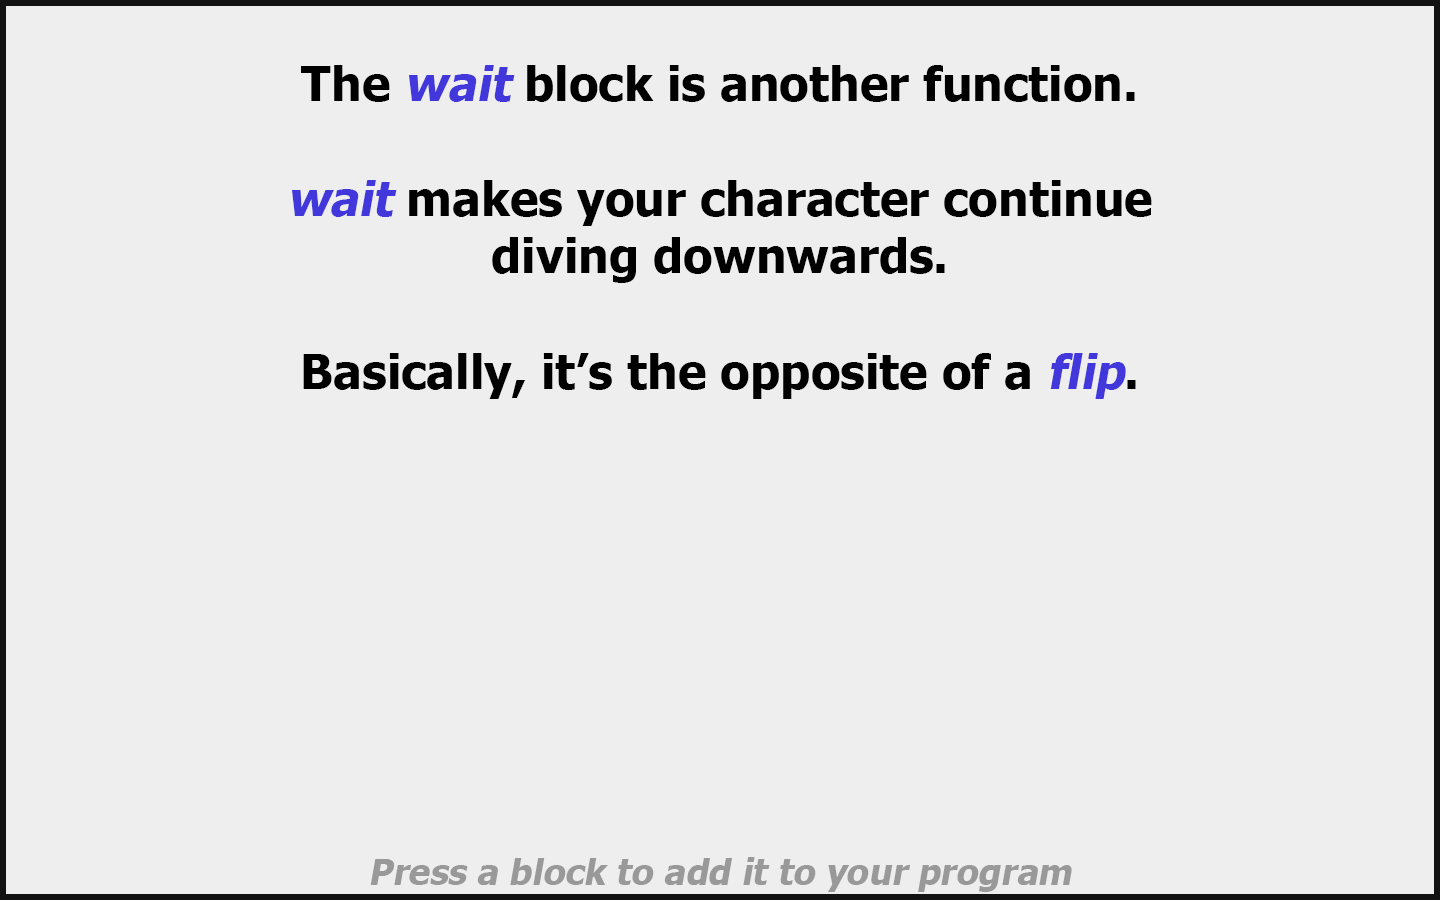 The wait block is another function.
wait makes your character continue
diving downwards.
Basically, it’s the opposite of a flip.
Press a block to add it to your program